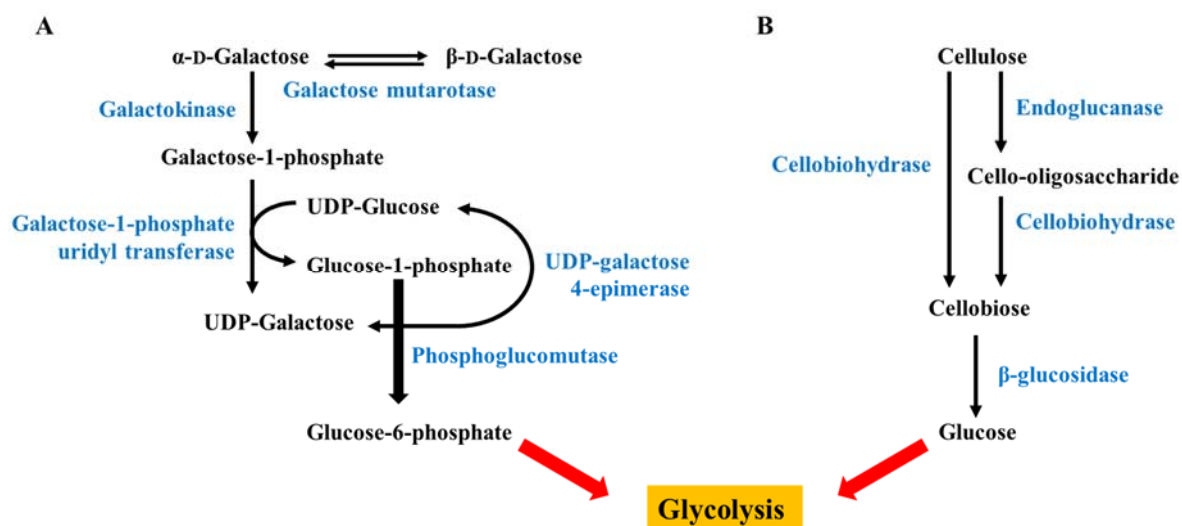 A
α-D-Galactose
β-D-Galactose
Galactose mutarotase
Galactokinase
Galactose-1-phosphate
Galactose-1-phosphate
uridyl transferase
UDP-Glucose
Glucose-1-phosphate
UDP-galactose
4-epimerase
UDP-Galactose
Phosphoglucomutase
Glucose-6-phosphate
B
Cellulose
Endoglucanase
Cellobiohydrase
Cello-oligosaccharide
Cellobiohydrase
Cellobiose
β-glucosidase
Glucose
Glycolysis